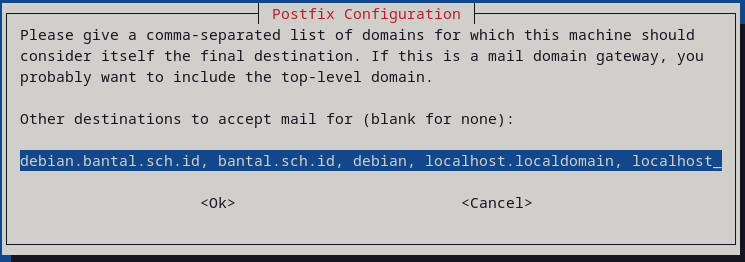 Postfix Configuration
Please give a comma-separated list of domains for which this machine should
consider itself the final destination. If this is a mail domain gateway, you
probably want to include the top-level domain.
Other destinations to accept mail for (blank for none):
debian.bantal.sch.id, bantal.sch.id, debian, localhost.localdomain, localhost_
<Ok> <Cancel>